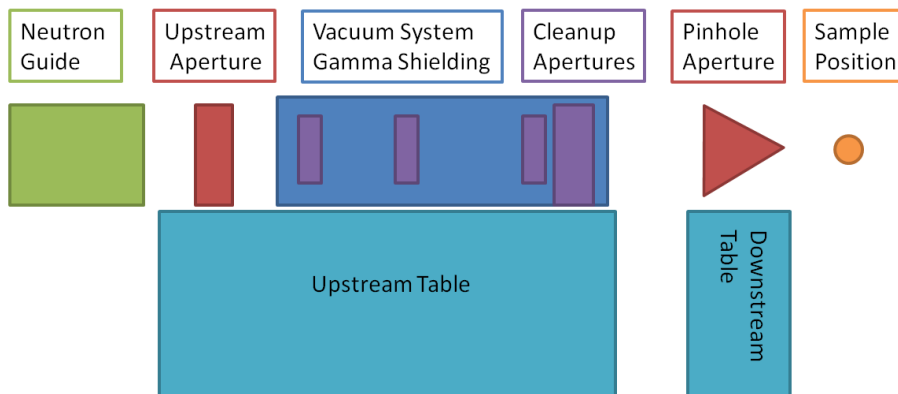 Neutron
Guide
Upstream
Aperture
Vacuum System
Gamma Shielding
Cleanup
Apertures
Pinhole
Aperture
Sample
Position
Upstream Table
Downstream
Table